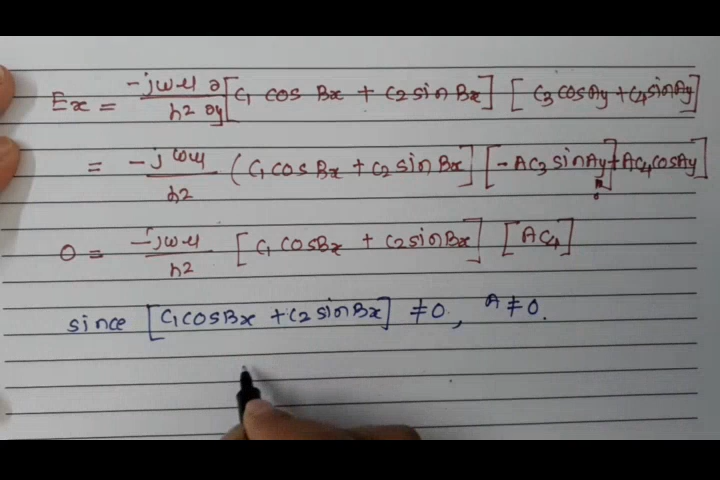 Ex = -jωμ/h² ∂/∂y [C1 cos Bx + C2 sin Bx] [C3 cos Ay + C4 sin Ay]
= -jωμ/h² (C1 cos Bx + C2 sin Bx] [-AC3 sin Ay + AC4 cos Ay]
0 = -jωμ/h² [C1 cos Bx + C2 sin Bx] [AC4]
since [C1 cos Bx + C2 sin Bx] ≠ 0, A ≠ 0.